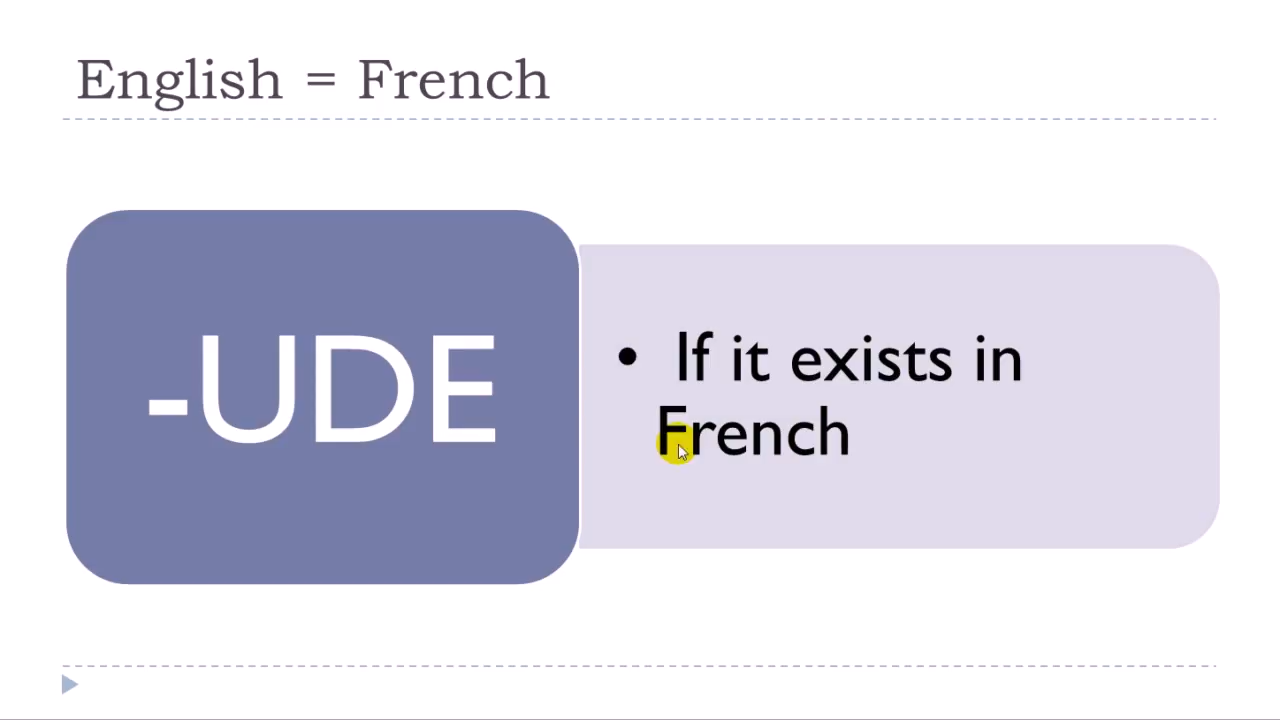 English = French
-UDE
• If it exists in
French